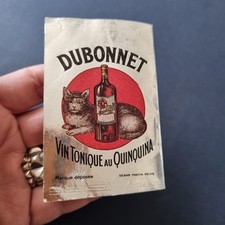 DUBONNET
VIN TONIQUE AU QUINQUINA
Marque déposée